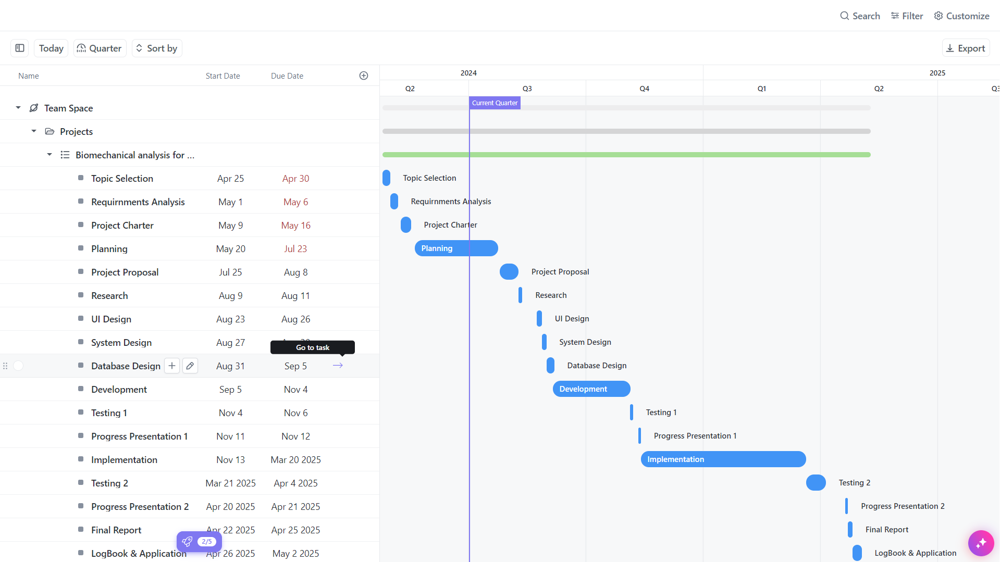 Search Filter Customize
Today Quarter Sort by Export
Name Start Date Due Date 2024 2025
Q2 Q3 Q4 Q1 Q2 Q3
Current Quarter
Team Space
Projects
Biomechanical analysis for ...
Topic Selection Apr 25 Apr 30 Topic Selection
Requirnments Analysis May 1 May 6 Requirnments Analysis
Project Charter May 9 May 16 Project Charter
Planning May 20 Jul 23 Planning
Project Proposal Jul 25 Aug 8 Project Proposal
Research Aug 9 Aug 11 Research
UI Design Aug 23 Aug 26 UI Design
System Design Aug 27 System Design
Go to task
Database Design Aug 31 Sep 5 Database Design
Development Sep 5 Nov 4 Development
Testing 1 Nov 4 Nov 6 Testing 1
Progress Presentation 1 Nov 11 Nov 12 Progress Presentation 1
Implementation Nov 13 Mar 20 2025 Implementation
Testing 2 Mar 21 2025 Apr 4 2025 Testing 2
Progress Presentation 2 Apr 20 2025 Apr 21 2025 Progress Presentation 2
Final Report Apr 22 2025 Apr 25 2025 Final Report
2/5
LogBook & Application Apr 26 2025 May 2 2025 LogBook & Application